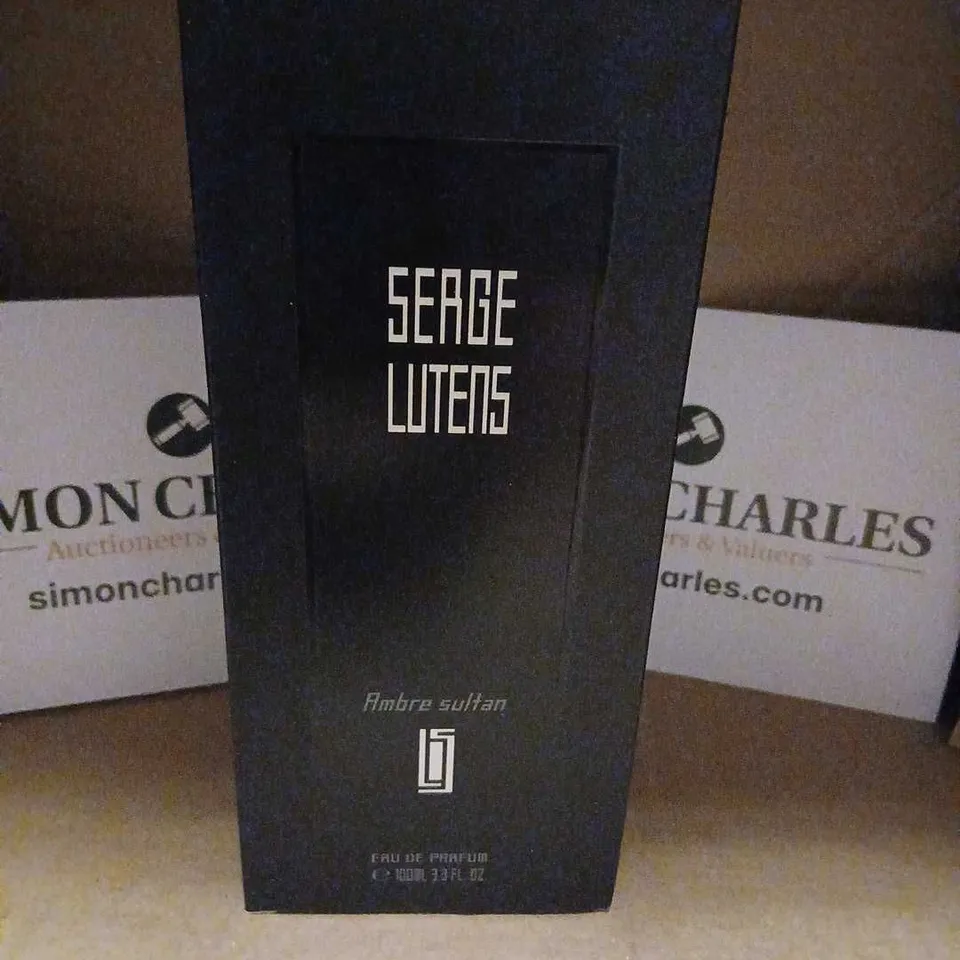 SERGE
LUTENS
Ambre sultan
EAU DE PARFUM
100ML 3.3 FL. OZ
MON CH
Auctioneers &
simonchar
CHARLES
rs & Valuers
arles.com